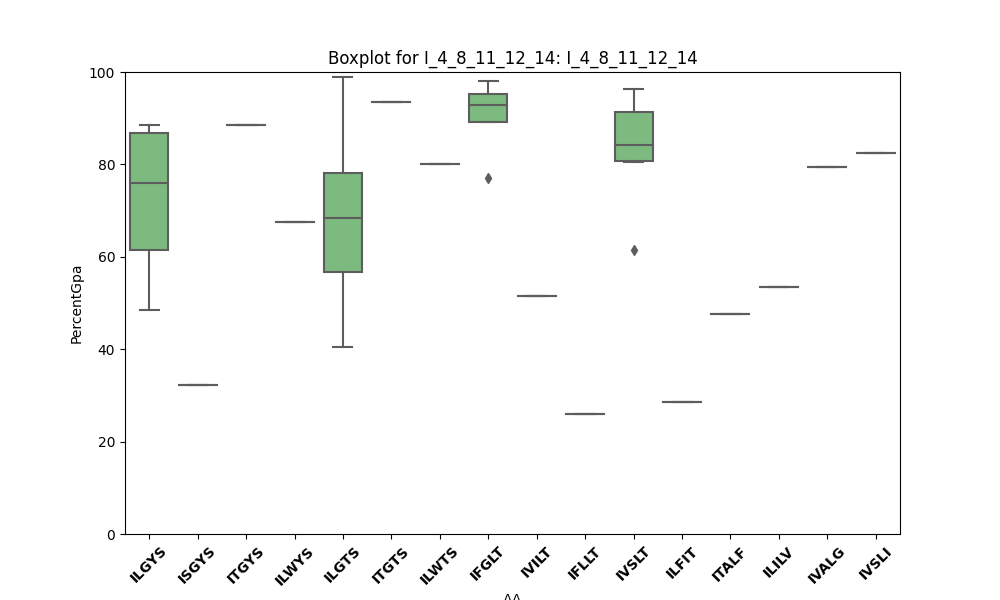 Boxplot for I_4_8_11_12_14: I_4_8_11_12_14
PercentGpa
100
80
60
40
20
0
ILGYS
ISGYS
ITGYS
ILWYS
ILGTS
ITGTS
ILWTS
IFGLT
IVILT
IFLLT
IVSLT
ILFIT
ITALF
ILILV
IVALG
IVSLI
AA